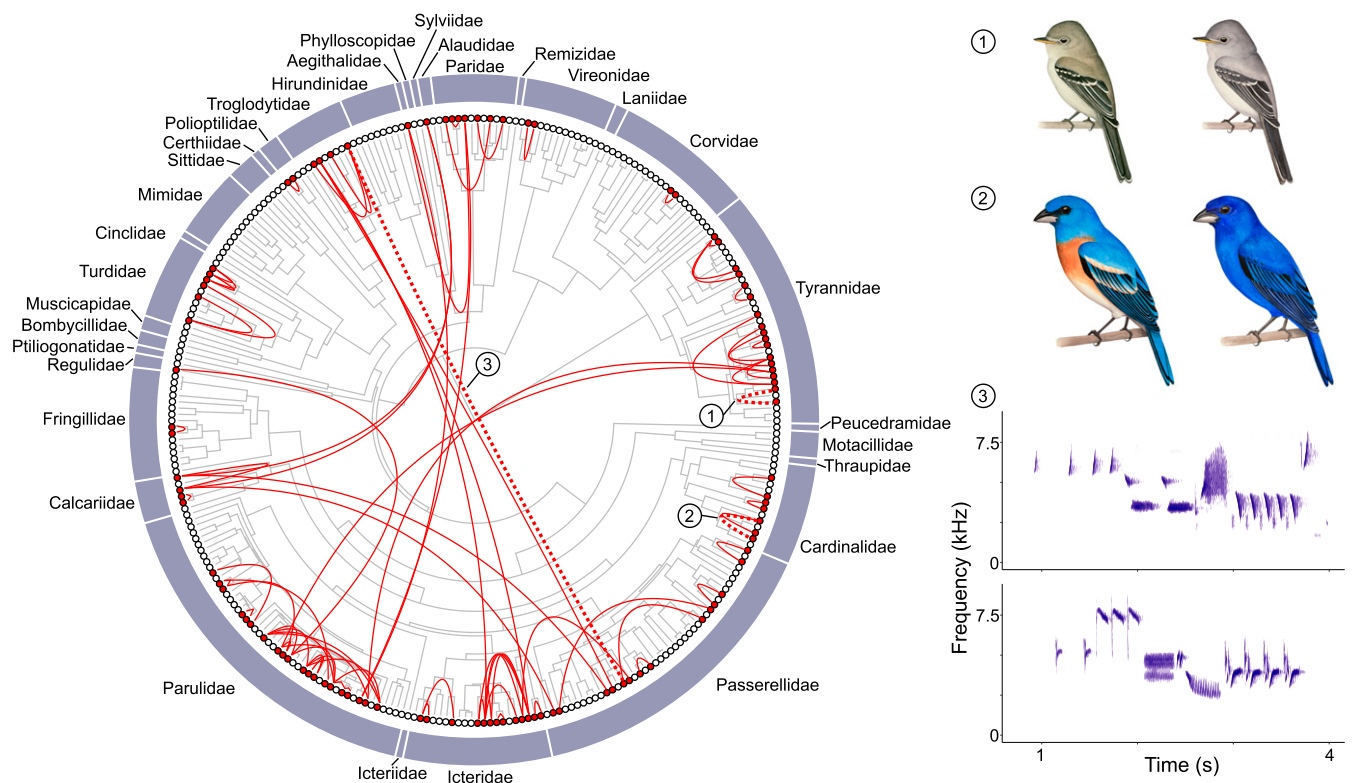 Sylviidae
Phylloscopidae
Alaudidae
Aegithalidae
Paridae
Remizidae
Hirundinidae
Vireonidae
Troglodytidae
Laniidae
Polioptilidae
Certhiidae
Corvidae
Sittidae
Mimidae
Cinclidae
Turdidae
Tyrannidae
Muscicapidae
Bombycillidae
Ptiliogonatidae
Regulidae
Fringillidae
Peucedramidae
Motacillidae
Thraupidae
Calcariidae
Cardinalidae
Parulidae
Passerellidae
Icteriidae
Icteridae
3
1
2
1
2
3
7.5
0
7.5
0
Frequency (kHz)
1
4
Time (s)